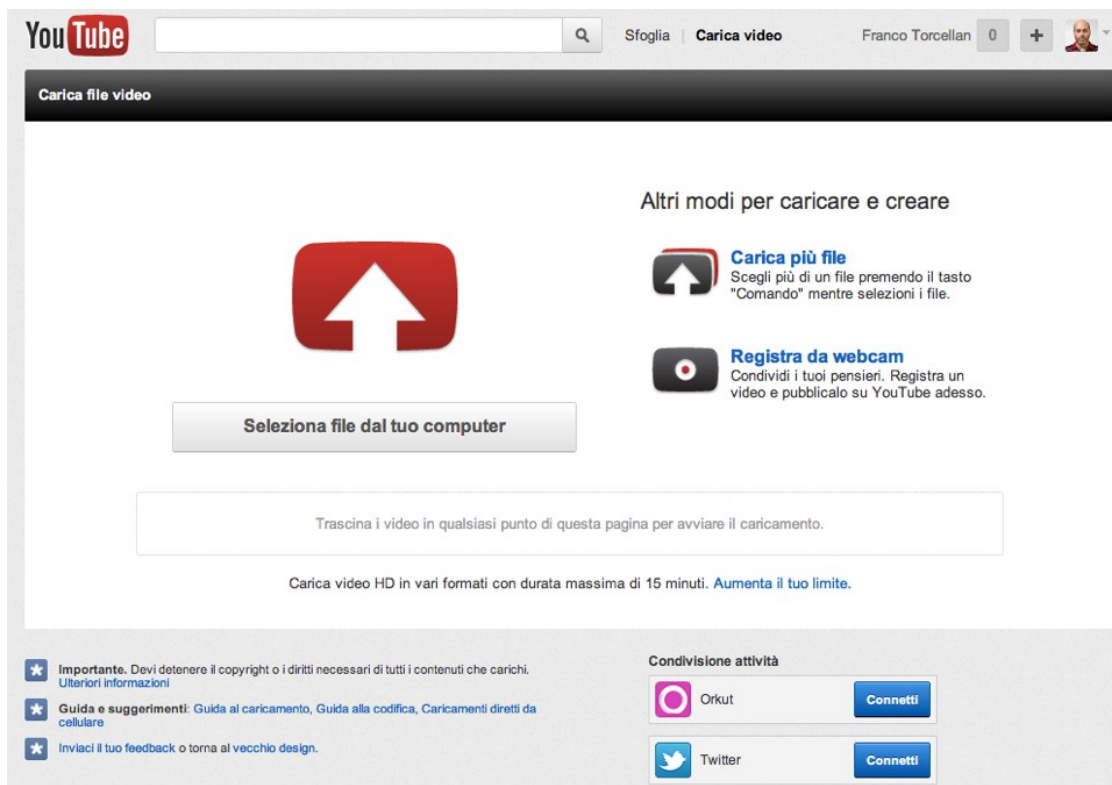 YouTube
Sfoglia | Carica video
Franco Torcellan 0 +
Carica file video
Altri modi per caricare e creare
Carica più file
Scegli più di un file premendo il tasto
"Comando" mentre selezioni i file.
Registra da webcam
Condividi i tuoi pensieri. Registra un
video e pubblicalo su YouTube adesso.
Seleziona file dal tuo computer
Trascina i video in qualsiasi punto di questa pagina per avviare il caricamento.
Carica video HD in vari formati con durata massima di 15 minuti. Aumenta il tuo limite.
Importante. Devi detenere il copyright o i diritti necessari di tutti i contenuti che carichi.
Ulteriori informazioni
Guida e suggerimenti: Guida al caricamento, Guida alla codifica, Caricamenti diretti da
cellulare
Inviaci il tuo feedback o torna al vecchio design.
Condivisione attività
Orkut
Connetti
Twitter
Connetti